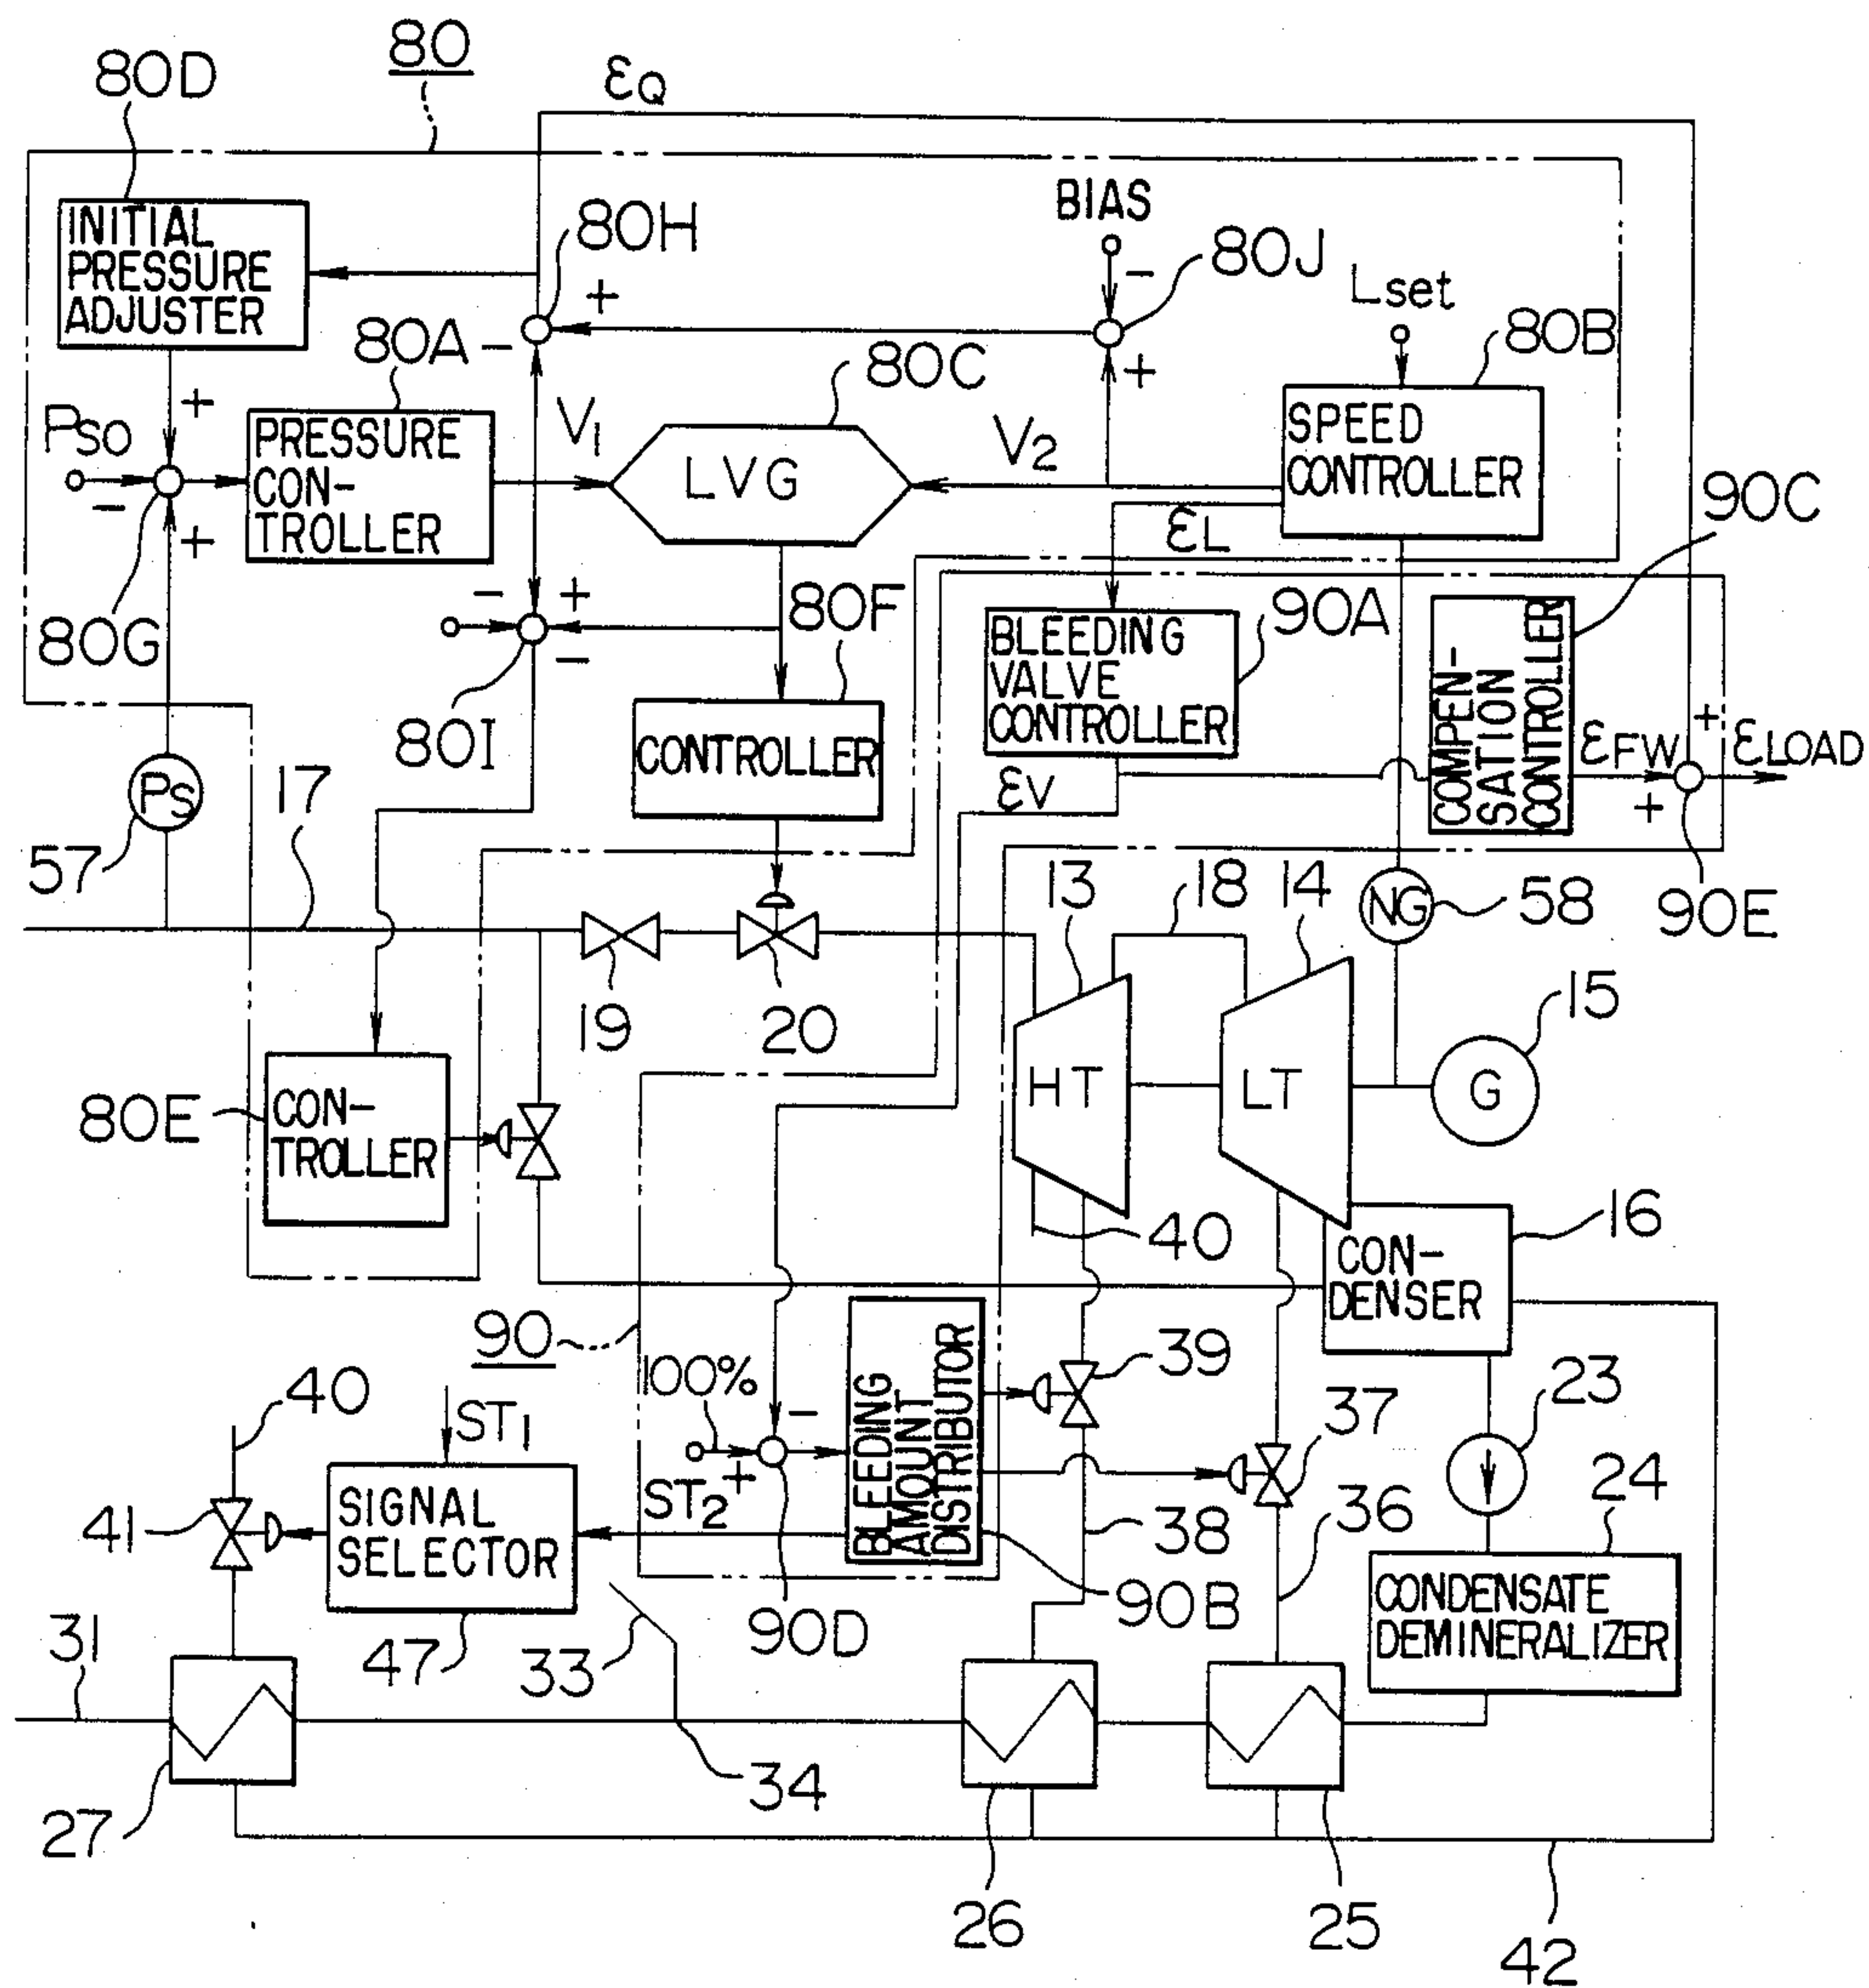 80
80D
εQ
BIAS
80H
80J
Lset
INITIAL
PRESSURE
ADJUSTER
+
-
80A
-
80C
+
80B
PSO
+
-
+
PRESSURE
CON-
TROLLER
V1
LVG
V2
SPEED
CONTROLLER
εL
90C
80G
-
+
-
80I
80F
CONTROLLER
BLEEDING
VALVE
CONTROLLER
90A
COMPEN-
SATION
CONTROLLER
εFW
+
+
εLOAD
εV
PS
57
17
13
18
14
NG
58
90E
19
20
15
HT
LT
G
80E
CON-
TROLLER
40
16
CON-
DENSER
90
100%
-
+
39
37
23
40
ST1
ST2
41
SIGNAL
SELECTOR
BLEEDING
AMOUNT
DISTRIBUTOR
38
36
24
CONDENSATE
DEMINERALIZER
31
47
33
90D
90B
34
27
26
25
42